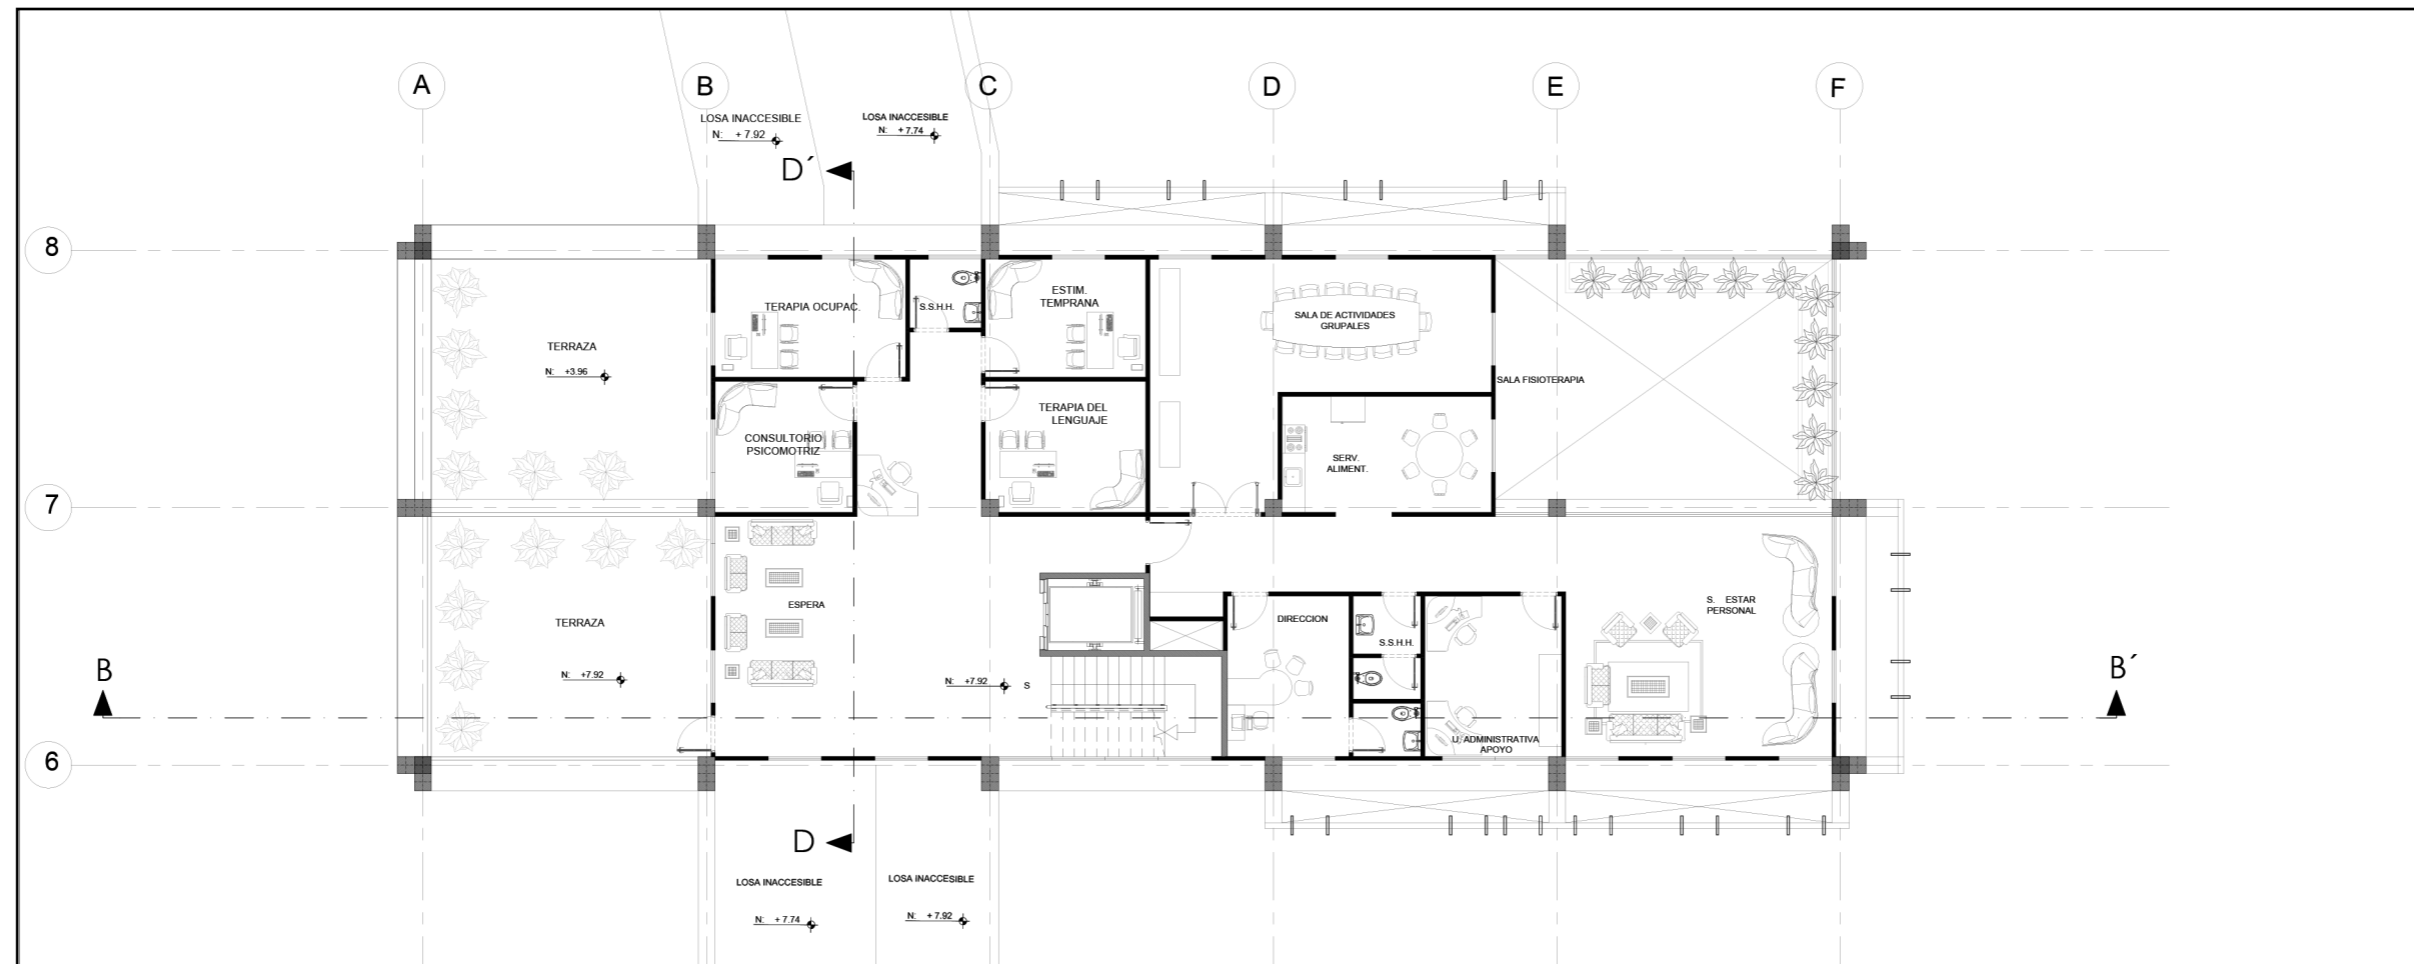 A
B
C
D
E
F
LOSA INACCESIBLE
N: + 7.92
LOSA INACCESIBLE
N: + 7.74
D´
8
TERRAZA
N: +3.96
TERAPIA OCUPAC.
S.S.H.H.
ESTIM.
TEMPRANA
SALA DE ACTIVIDADES
GRUPALES
SALA FISIOTERAPIA
CONSULTORIO
PSICOMOTRIZ
TERAPIA DEL
LENGUAJE
SERV.
ALIMENT.
7
TERRAZA
N: +7.92
ESPERA
N: +7.92
S
DIRECCION
S.S.H.H.
U. ADMINISTRATIVA
APOYO
S. ESTAR
PERSONAL
B
B´
6
D
LOSA INACCESIBLE
N: + 7.74
LOSA INACCESIBLE
N: + 7.92